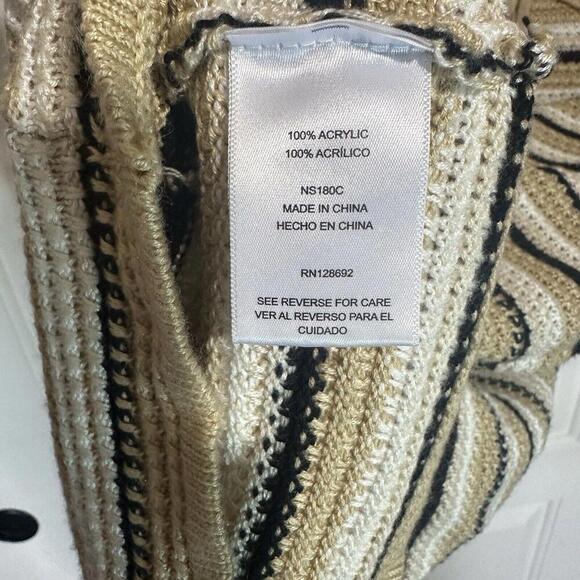 100% ACRYLIC
100% ACRÍLICO
NS180C
MADE IN CHINA
HECHO EN CHINA
RN128692
SEE REVERSE FOR CARE
VER AL REVERSO PARA EL
CUIDADO